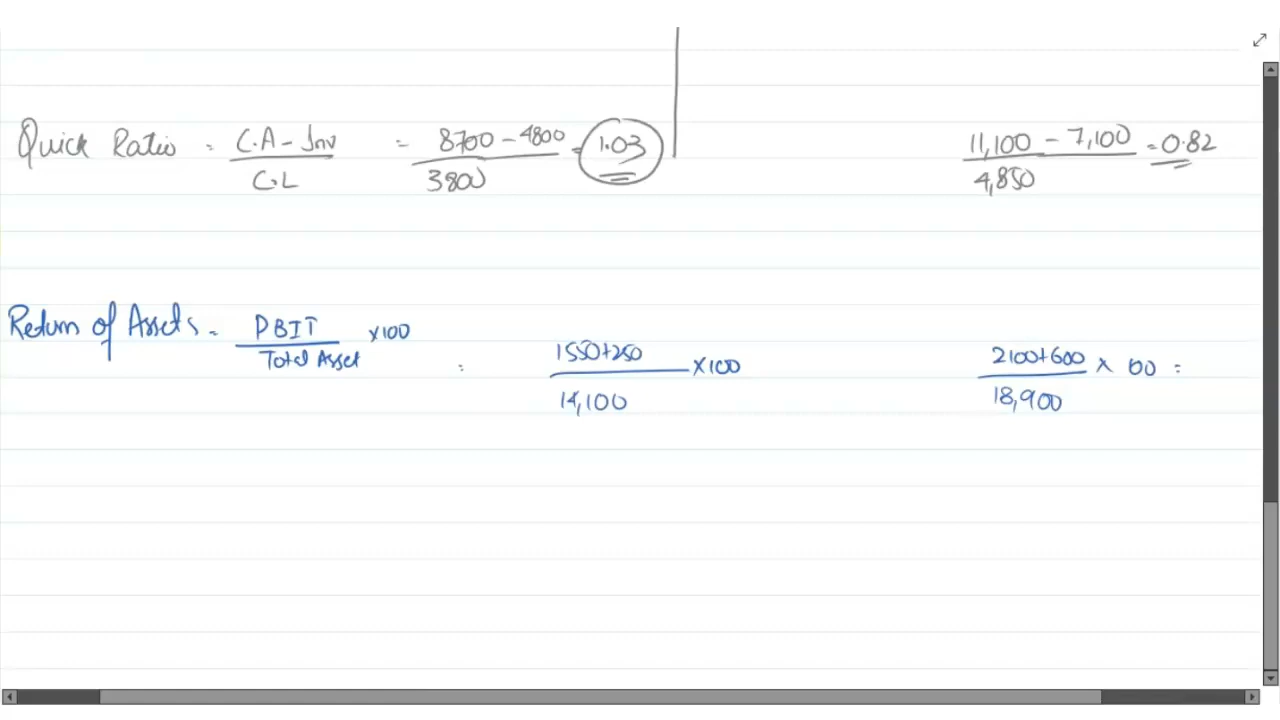 Quick Ratio = C.A - Inv = 8700 - 4800 = 1.03 11,100 - 7,100 = 0.82
C.L 3800 4,850
Return of Assets = PBIT x100
Total Asset
= 1550+250 x100 2100+600 x 00 =
14,100 18,900